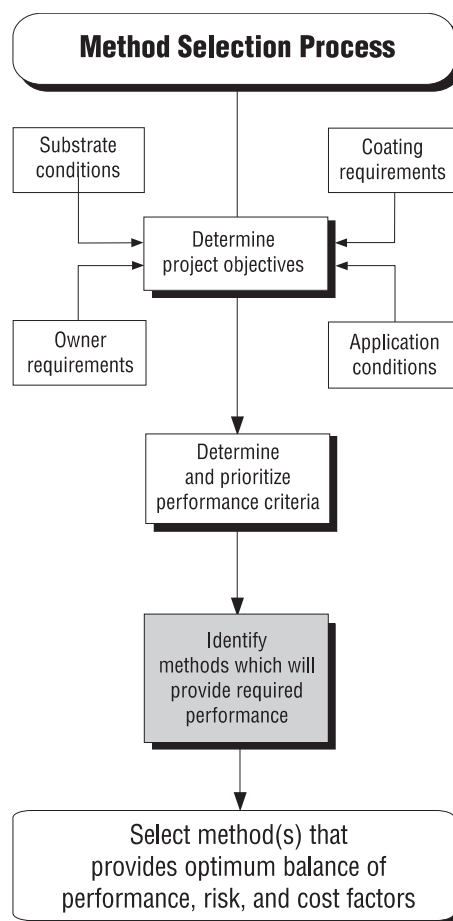 Method Selection Process
Substrate
conditions
Coating
requirements
Determine
project objectives
Owner
requirements
Application
conditions
Determine
and prioritize
performance criteria
Identify
methods which will
provide required
performance
Select method(s) that
provides optimum balance of
performance, risk, and cost factors